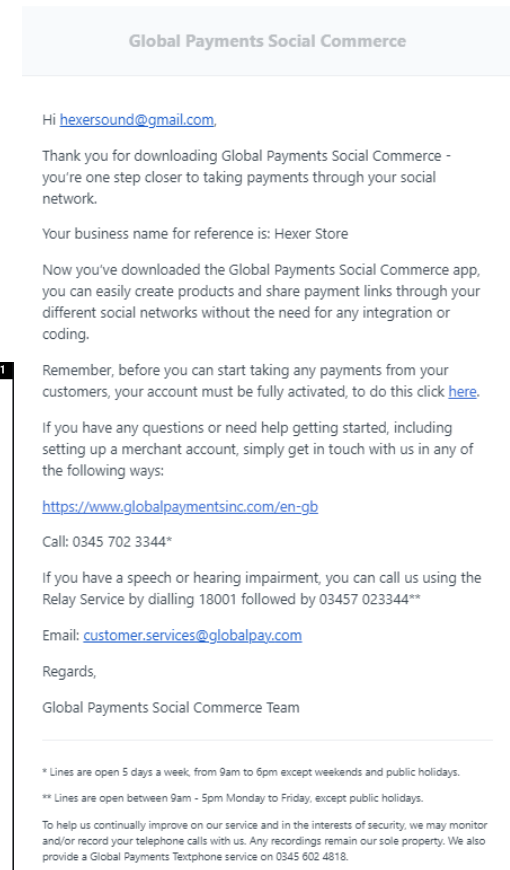 Global Payments Social Commerce
Hi hexersound@gmail.com,
Thank you for downloading Global Payments Social Commerce -
you're one step closer to taking payments through your social
network.
Your business name for reference is: Hexer Store
Now you've downloaded the Global Payments Social Commerce app,
you can easily create products and share payment links through your
different social networks without the need for any integration or
coding.
1
Remember, before you can start taking any payments from your
customers, your account must be fully activated, to do this click here.
If you have any questions or need help getting started, including
setting up a merchant account, simply get in touch with us in any of
the following ways:
https://www.globalpaymentsinc.com/en-gb
Call: 0345 702 3344*
If you have a speech or hearing impairment, you can call us using the
Relay Service by dialling 18001 followed by 03457 023344**
Email: customer.services@globalpay.com
Regards,
Global Payments Social Commerce Team
* Lines are open 5 days a week, from 9am to 6pm except weekends and public holidays.
** Lines are open between 9am - 5pm Monday to Friday, except public holidays.
To help us continually improve on our service and in the interests of security, we may monitor
and/or record your telephone calls with us. Any recordings remain our sole property. We also
provide a Global Payments Textphone service on 0345 602 4818.